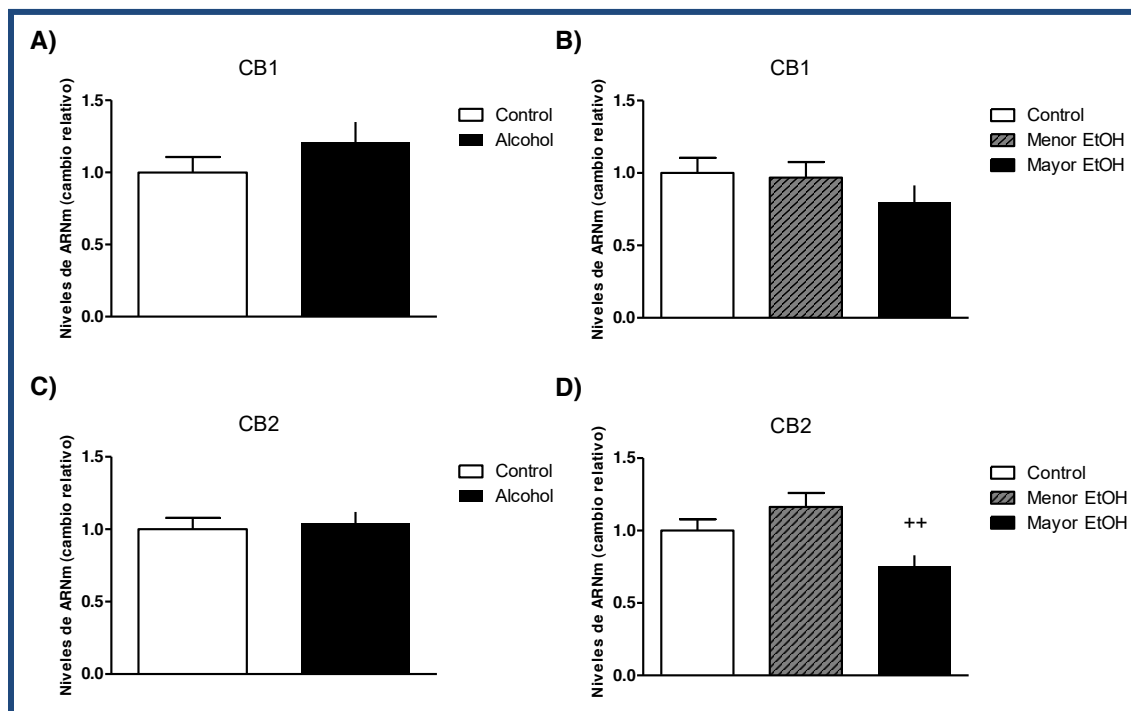 A)
CB1
Niveles de ARNm (cambio relativo)
1.5
1.0
0.5
0.0
Control
Alcohol
B)
CB1
Niveles de ARNm (cambio relativo)
1.5
1.0
0.5
0.0
Control
Menor EtOH
Mayor EtOH
C)
CB2
Niveles de ARNm (cambio relativo)
1.5
1.0
0.5
0.0
Control
Alcohol
D)
CB2
Niveles de ARNm (cambio relativo)
1.5
1.0
0.5
0.0
++
Control
Menor EtOH
Mayor EtOH